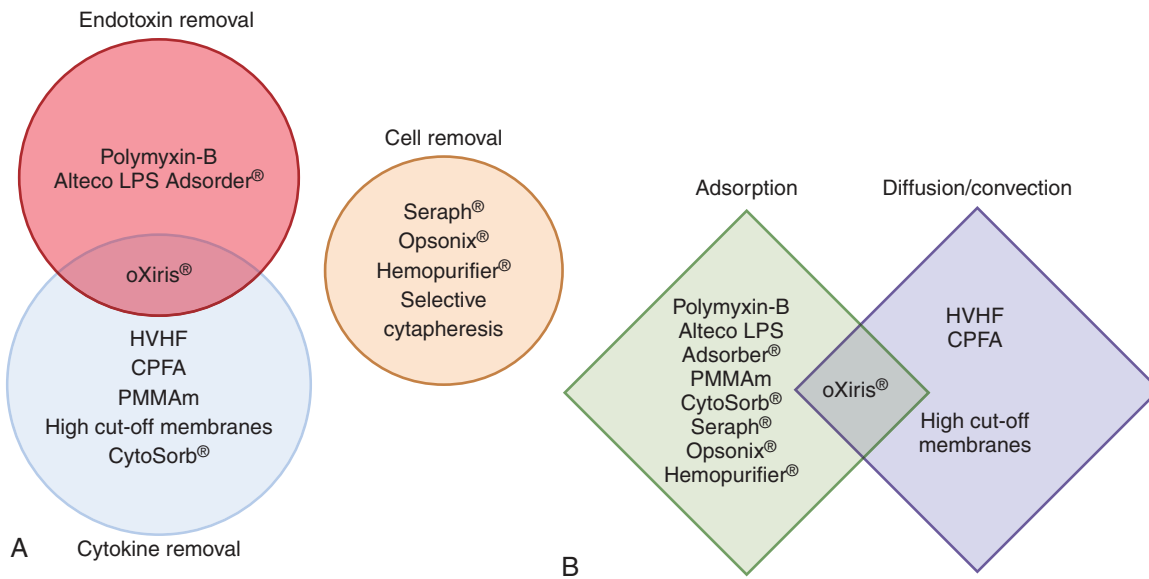 Endotoxin removal
Polymyxin-B
Alteco LPS Adsorder®
oXiris®
HVHF
CPFA
PMMAm
High cut-off membranes
CytoSorb®
Cytokine removal
A
Cell removal
Seraph®
Opsonix®
Hemopurifier®
Selective
cytapheresis
Adsorption
Polymyxin-B
Alteco LPS
Adsorber®
PMMAm
CytoSorb®
Seraph®
Opsonix®
Hemopurifier®
oXiris®
Diffusion/convection
HVHF
CPFA
High cut-off
membranes
B